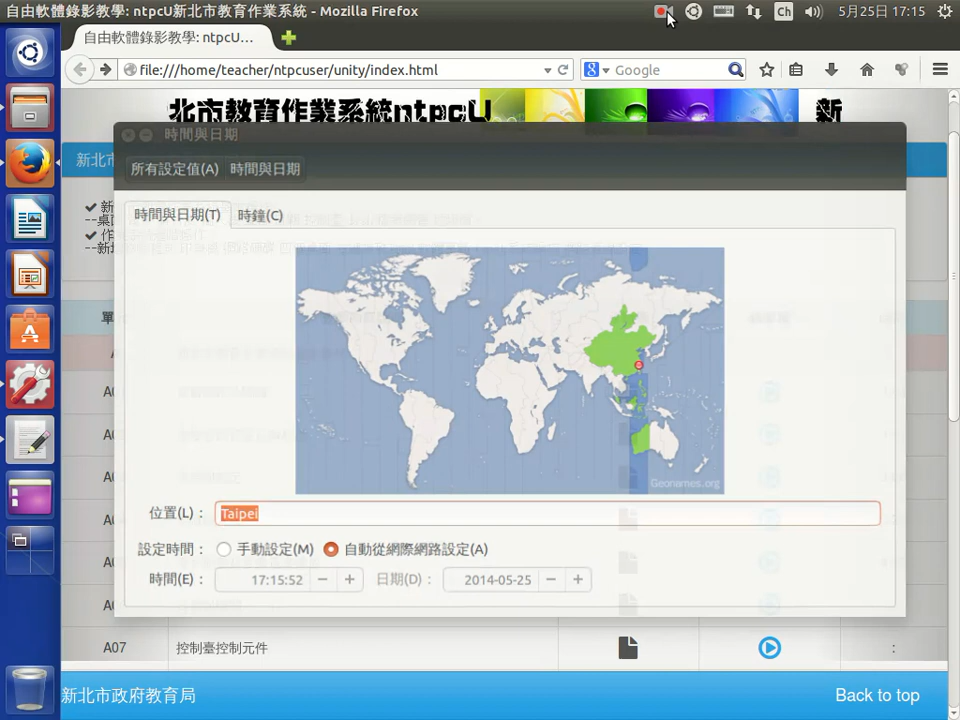 自由軟體錄影教學: ntpcU新北市教育作業系統 - Mozilla Firefox
Ch
5月25日 17:15
自由軟體錄影教學: ntpcU...
file:///home/teacher/ntpcuser/unity/index.html
Google
北市教育作業系統ntpcU
新
時間與日期
新北市
所有設定值(A) 時間與日期
時間與日期(T) 時鐘(C)
Geonames.org
位置(L)：
Taipei
設定時間：
手動設定(M)
自動從網際網路設定(A)
時間(E)：
17:15:52
日期(D)：
2014-05-25
A07
控制臺控制元件
:
新北市政府教育局
Back to top